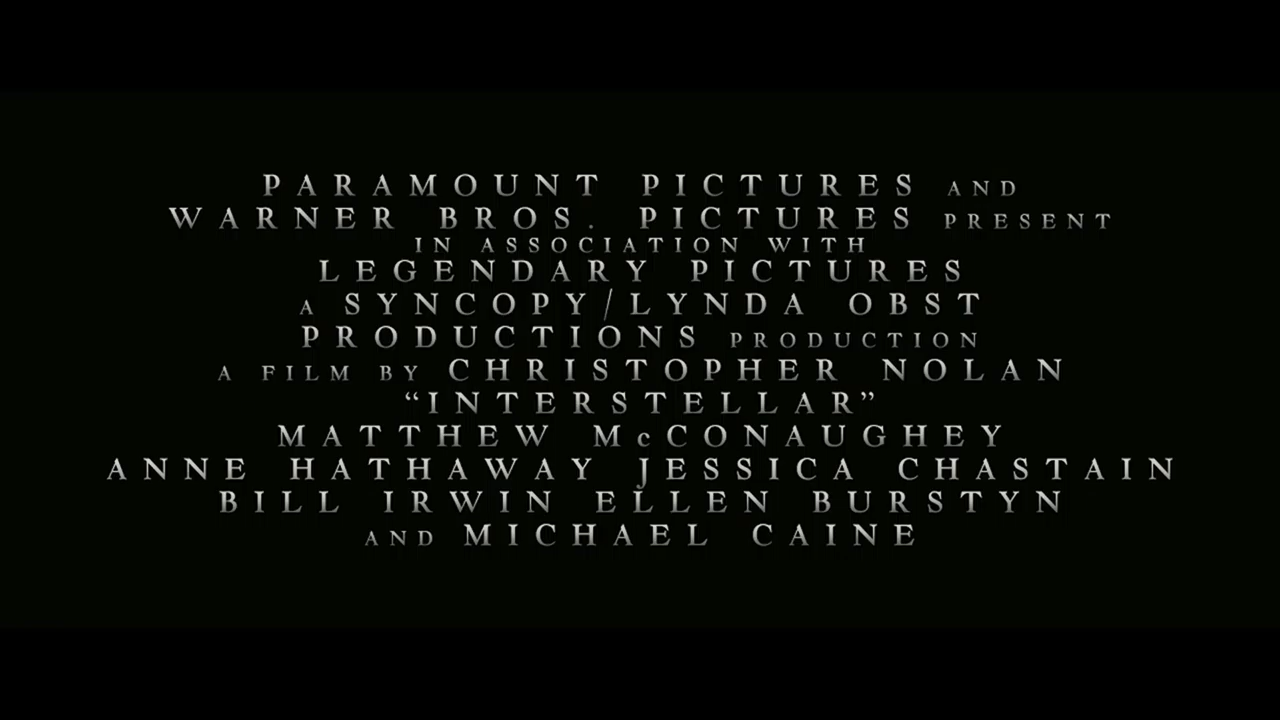 PARAMOUNT PICTURES AND
WARNER BROS. PICTURES PRESENT
IN ASSOCIATION WITH
LEGENDARY PICTURES
A SYNCOPY/LYNDA OBST
PRODUCTIONS PRODUCTION
A FILM BY CHRISTOPHER NOLAN
“INTERSTELLAR”
MATTHEW McCONAUGHEY
ANNE HATHAWAY JESSICA CHASTAIN
BILL IRWIN ELLEN BURSTYN
AND MICHAEL CAINE